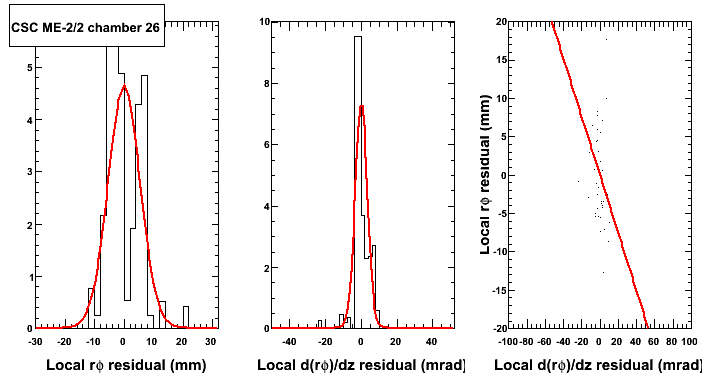 CSC ME-2/2 chamber 26
5
4
3
2
1
0
-30 -20 -10 0 10 20 30
Local rϕ residual (mm)
10
8
6
4
2
0
-40 -20 0 20 40
Local d(rϕ)/dz residual (mrad)
Local rϕ residual (mm)
20
15
10
5
0
-5
-10
-15
-20
-100 -80 -60 -40 -20 0 20 40 60 80 100
Local d(rϕ)/dz residual (mrad)